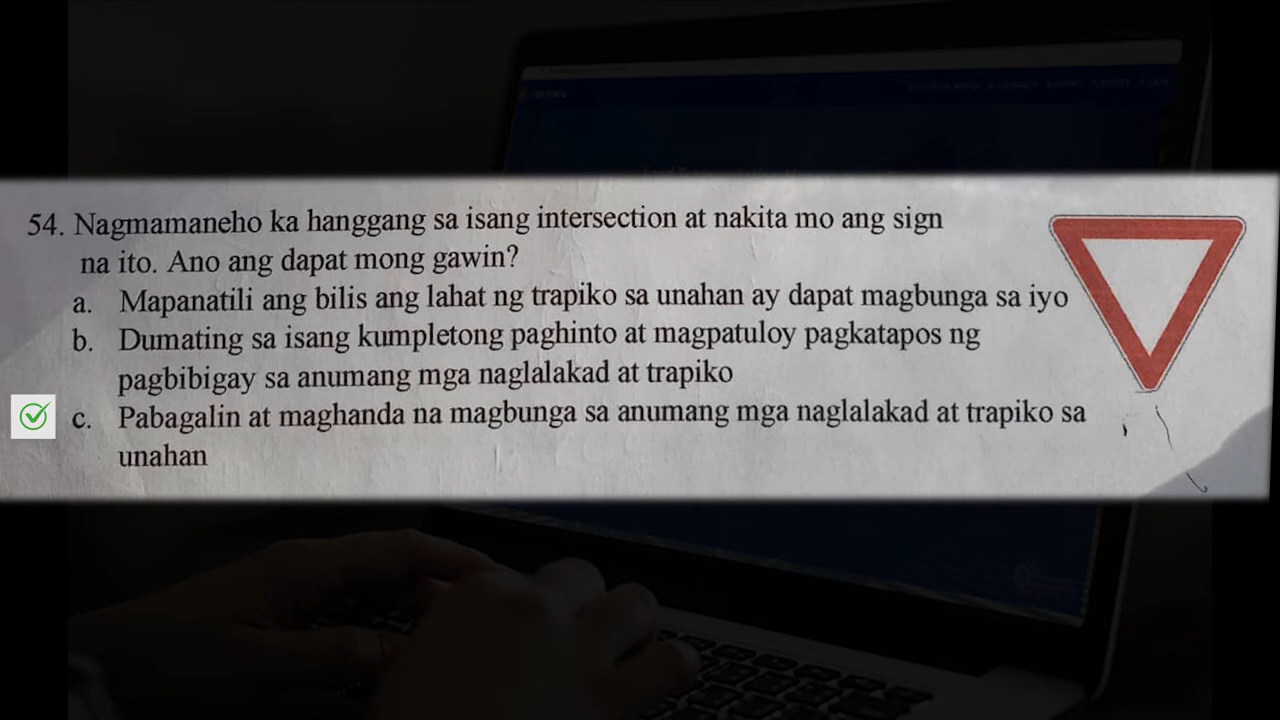 54. Nagmamaneho ka hanggang sa isang intersection at nakita mo ang sign
na ito. Ano ang dapat mong gawin?
a. Mapanatili ang bilis ang lahat ng trapiko sa unahan ay dapat magbunga sa iyo
b. Dumating sa isang kumpletong paghinto at magpatuloy pagkatapos ng
pagbibigay sa anumang mga naglalakad at trapiko
c. Pabagalin at maghanda na magbunga sa anumang mga naglalakad at trapiko sa
unahan